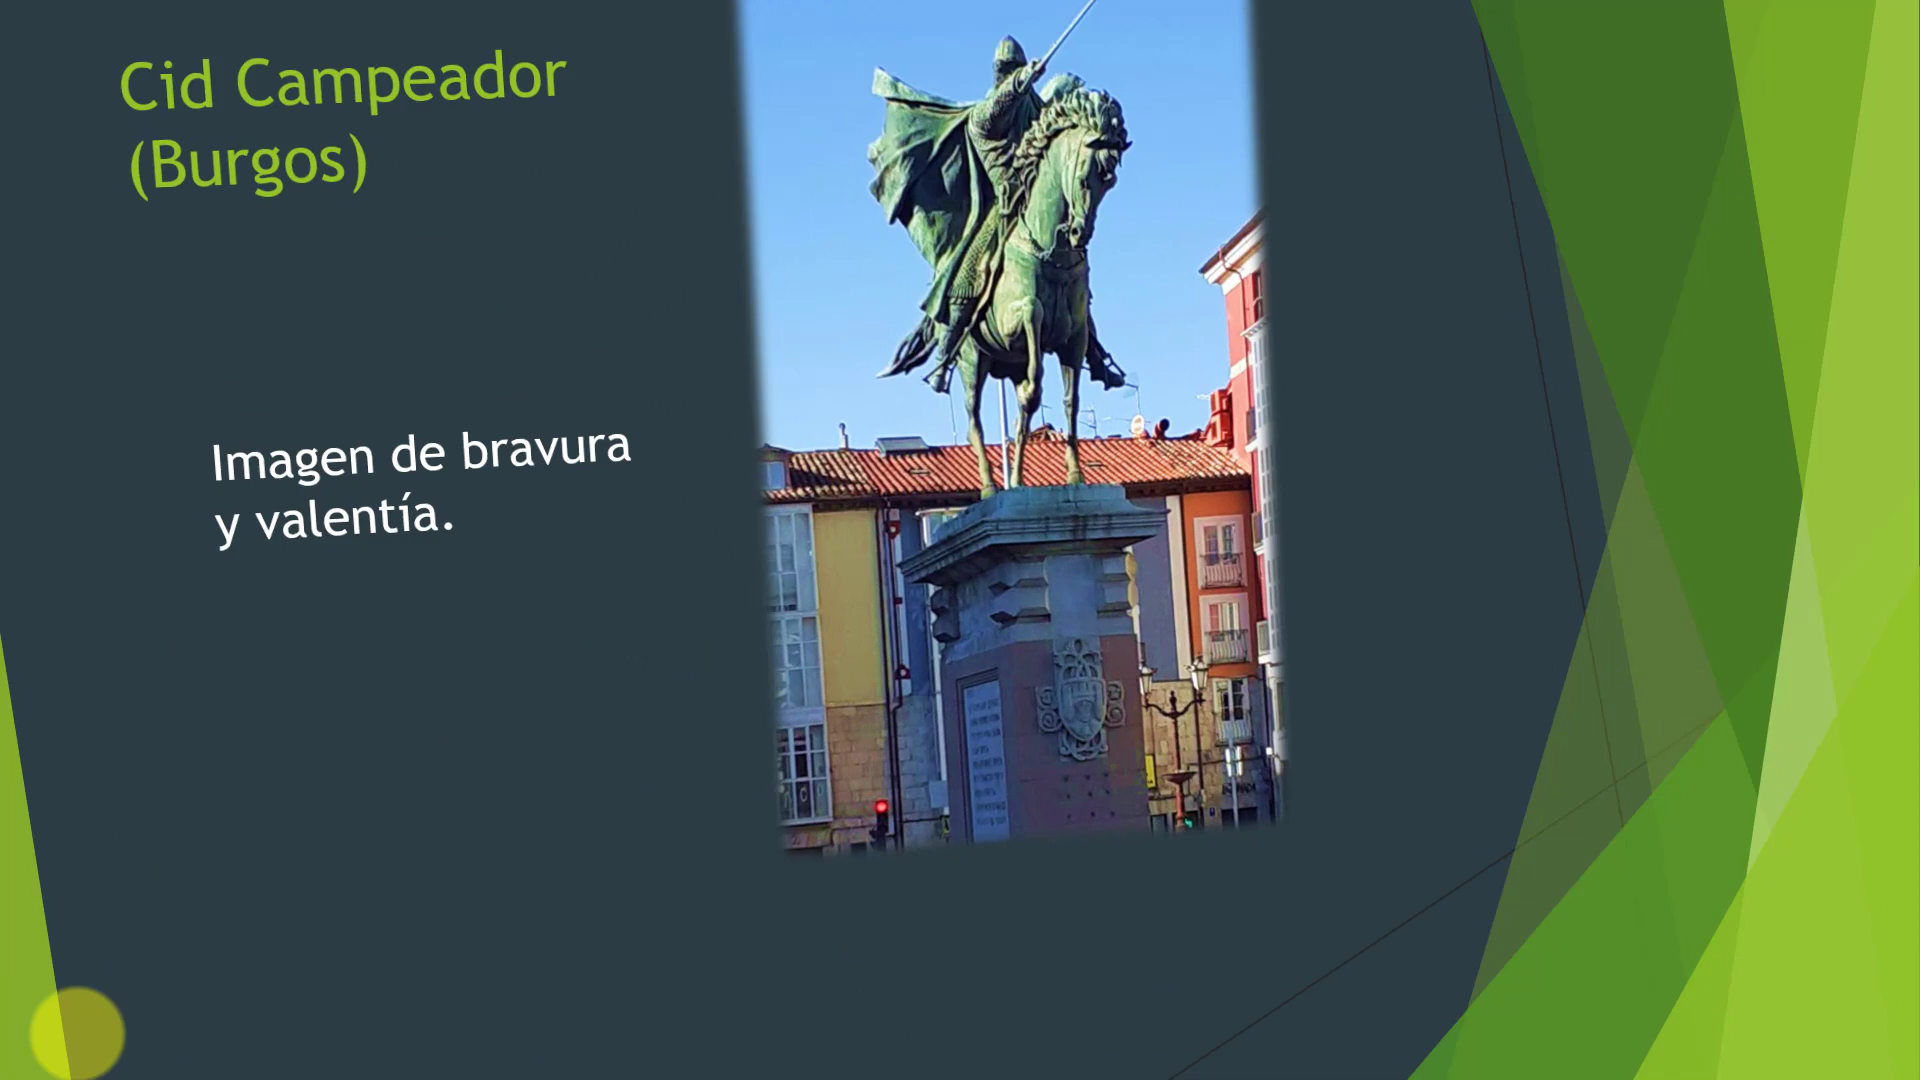 Cid Campeador
(Burgos)
Imagen de bravura
y valentía.